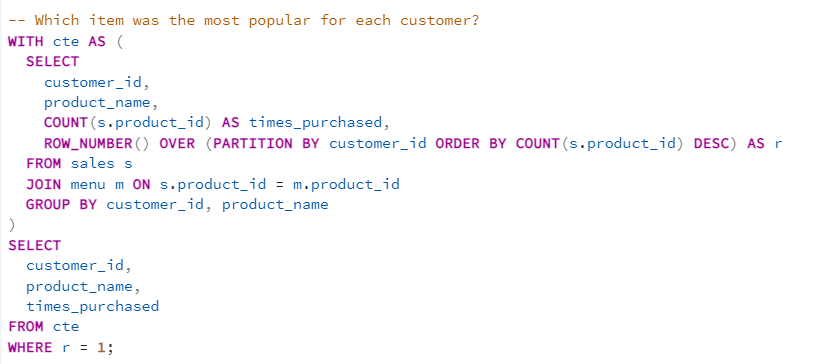 -- Which item was the most popular for each customer?
WITH cte AS (
SELECT
customer_id,
product_name,
COUNT(s.product_id) AS times_purchased,
ROW_NUMBER() OVER (PARTITION BY customer_id ORDER BY COUNT(s.product_id) DESC) AS r
FROM sales s
JOIN menu m ON s.product_id = m.product_id
GROUP BY customer_id, product_name
)
SELECT
customer_id,
product_name,
times_purchased
FROM cte
WHERE r = 1;